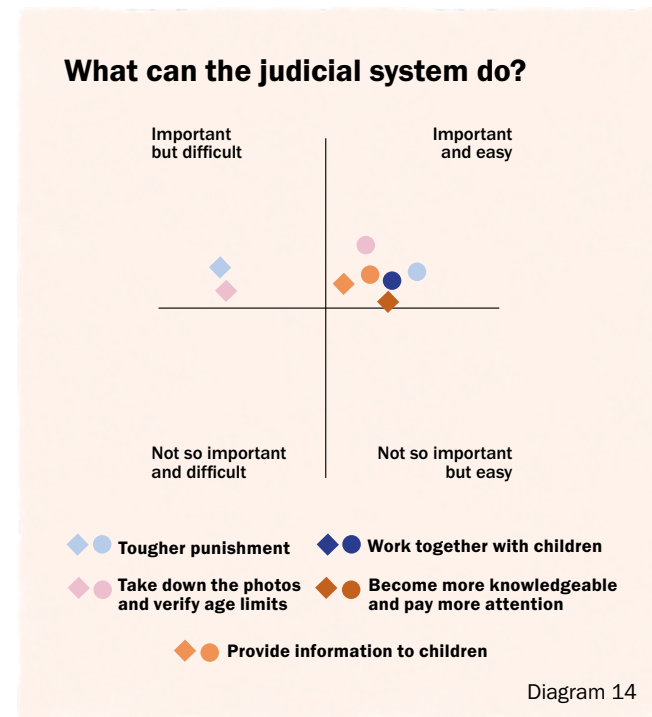 What can the judicial system do?
Important
but difficult
Important
and easy
Not so important
and difficult
Not so important
but easy
Tougher punishment
Work together with children
Take down the photos
and verify age limits
Become more knowledgeable
and pay more attention
Provide information to children
Diagram 14